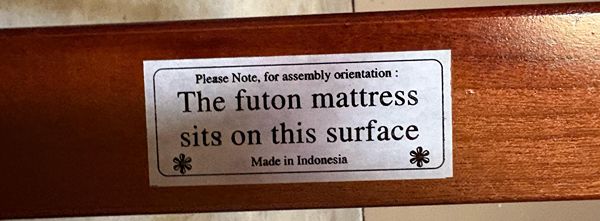 Please Note, for assembly orientation :
The futon mattress
sits on this surface
Made in Indonesia